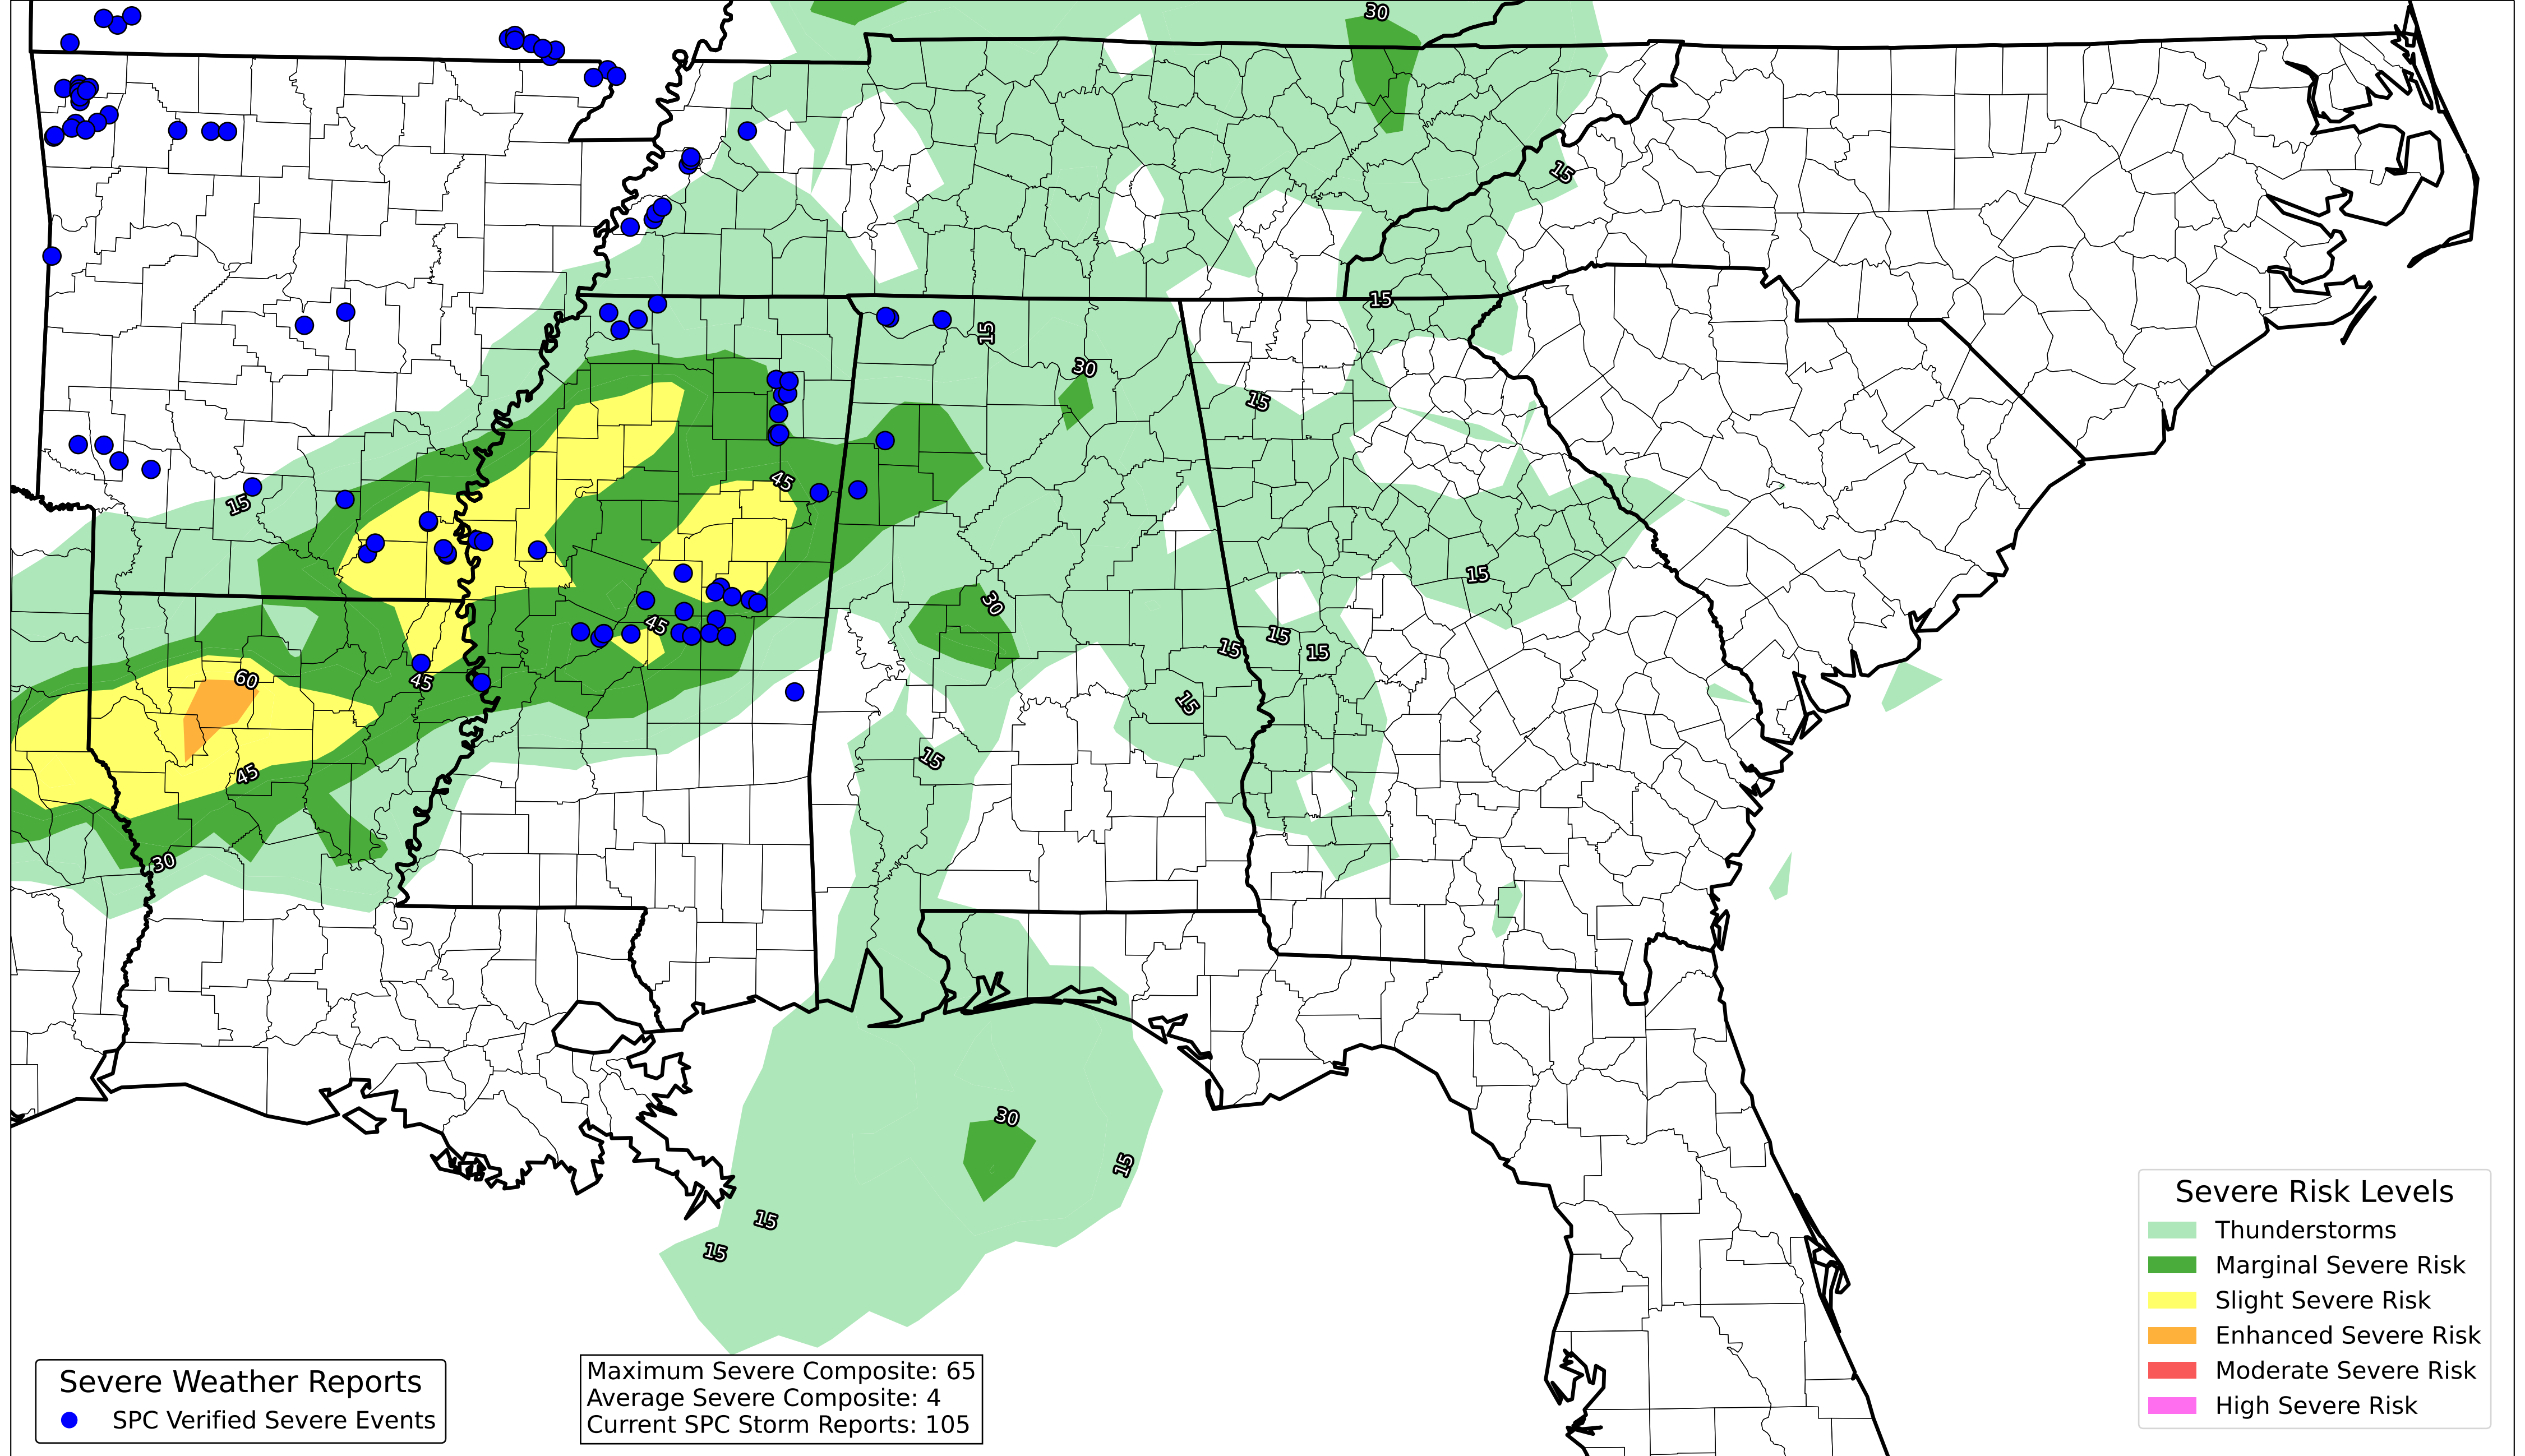 30
15
15
15
30
15
45
15
15
30
45
15
15
15
60
45
15
45
15
30
30
15
15
15
Severe Risk Levels
Thunderstorms
Marginal Severe Risk
Slight Severe Risk
Enhanced Severe Risk
Moderate Severe Risk
High Severe Risk
Severe Weather Reports
SPC Verified Severe Events
Maximum Severe Composite: 65
Average Severe Composite: 4
Current SPC Storm Reports: 105